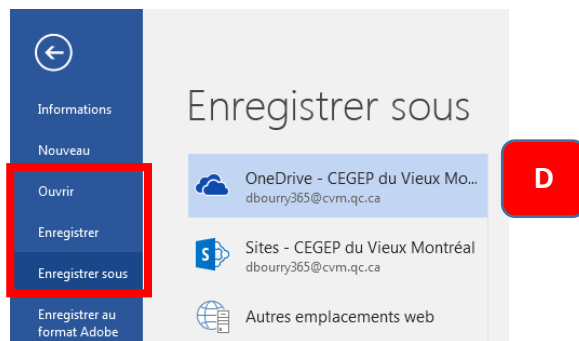 Informations
Nouveau
Ouvrir
Enregistrer
Enregistrer sous
Enregistrer au
format Adobe
Enregistrer sous
OneDrive - CEGEP du Vieux Mo...
dbourry365@cvm.qc.ca
Sites - CEGEP du Vieux Montréal
dbourry365@cvm.qc.ca
Autres emplacements web
D